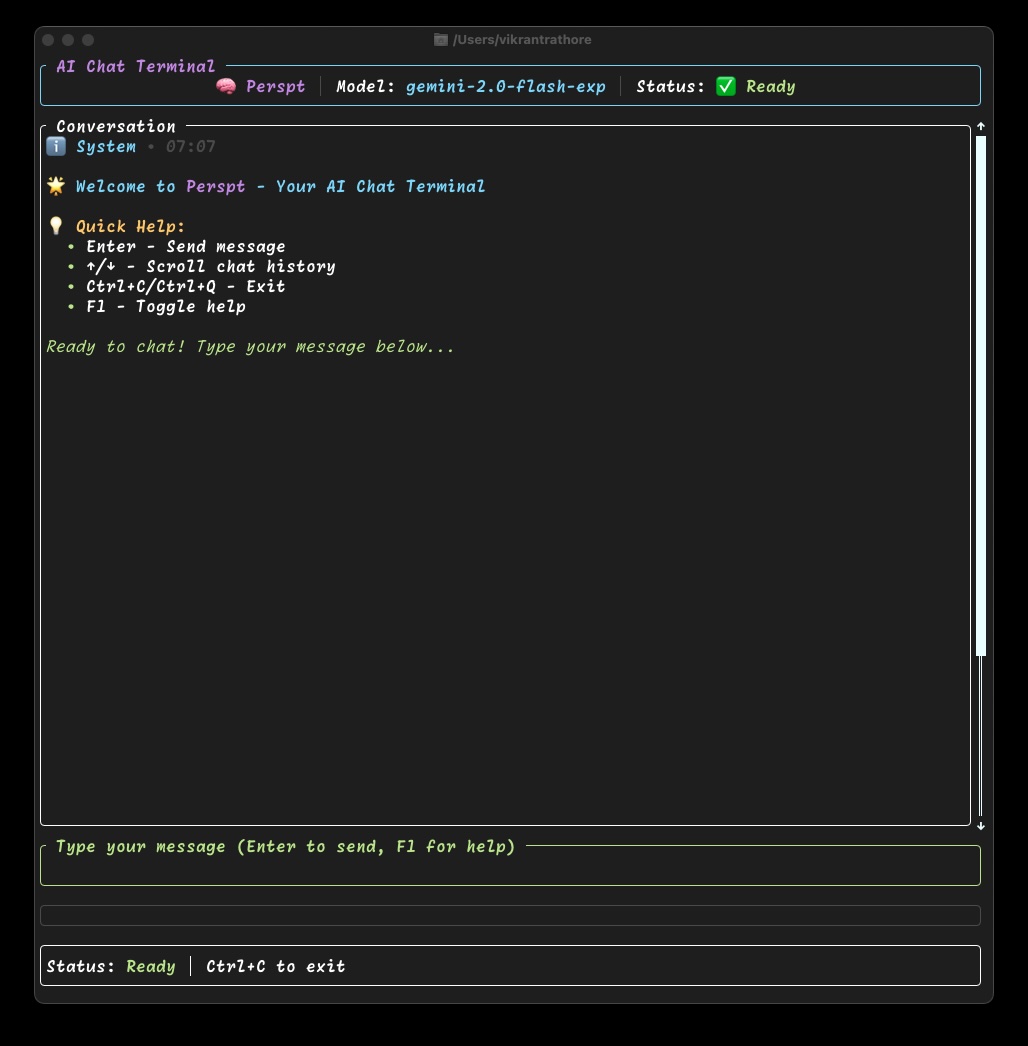 /Users/vikrantrathore
AI Chat Terminal
🧠 Perspt │ Model: gemini-2.0-flash-exp │ Status: ✅ Ready
Conversation
ℹ️ System • 07:07
🌟 Welcome to Perspt - Your AI Chat Terminal
💡 Quick Help:
• Enter - Send message
• ↑/↓ - Scroll chat history
• Ctrl+C/Ctrl+Q - Exit
• F1 - Toggle help
Ready to chat! Type your message below...
Type your message (Enter to send, F1 for help)
Status: Ready │ Ctrl+C to exit